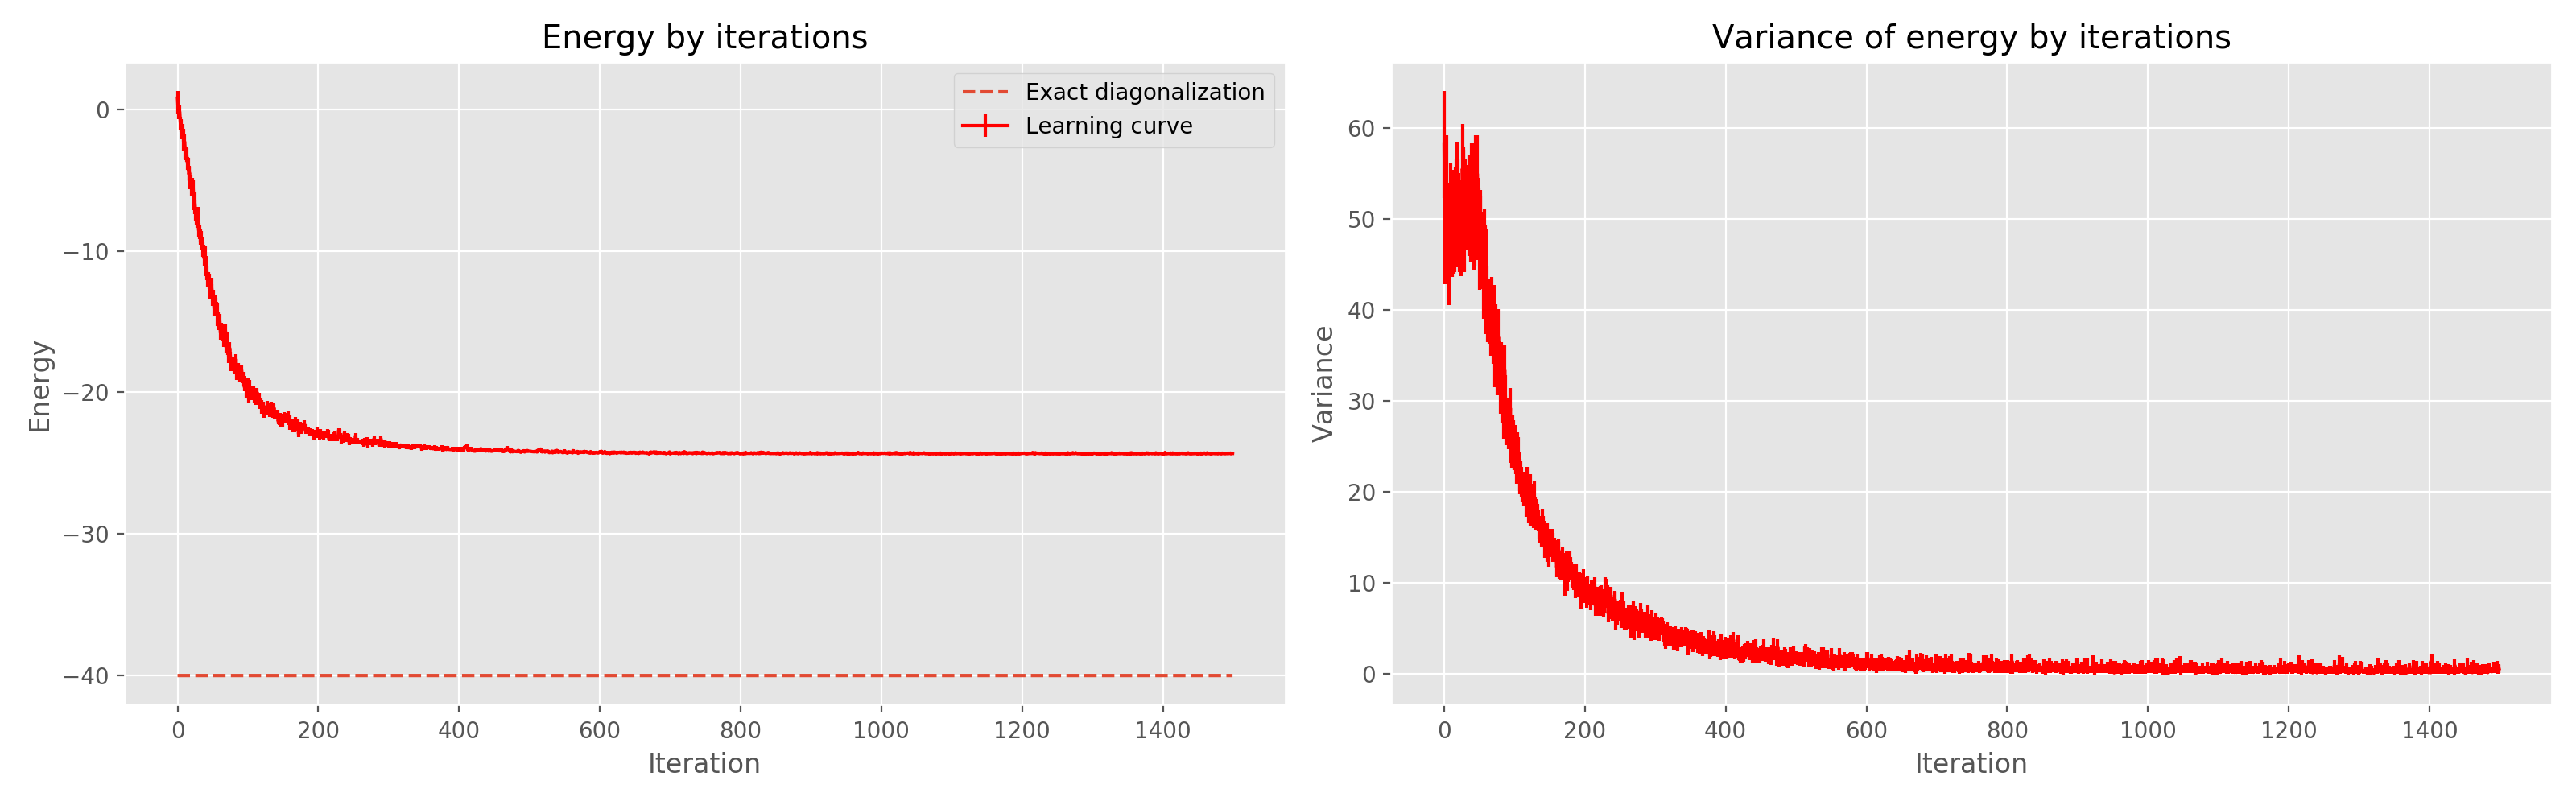 Energy by iterations
Exact diagonalization
Learning curve
Energy
0
−10
−20
−30
−40
0 200 400 600 800 1000 1200 1400
Iteration
Variance of energy by iterations
Variance
60
50
40
30
20
10
0
0 200 400 600 800 1000 1200 1400
Iteration